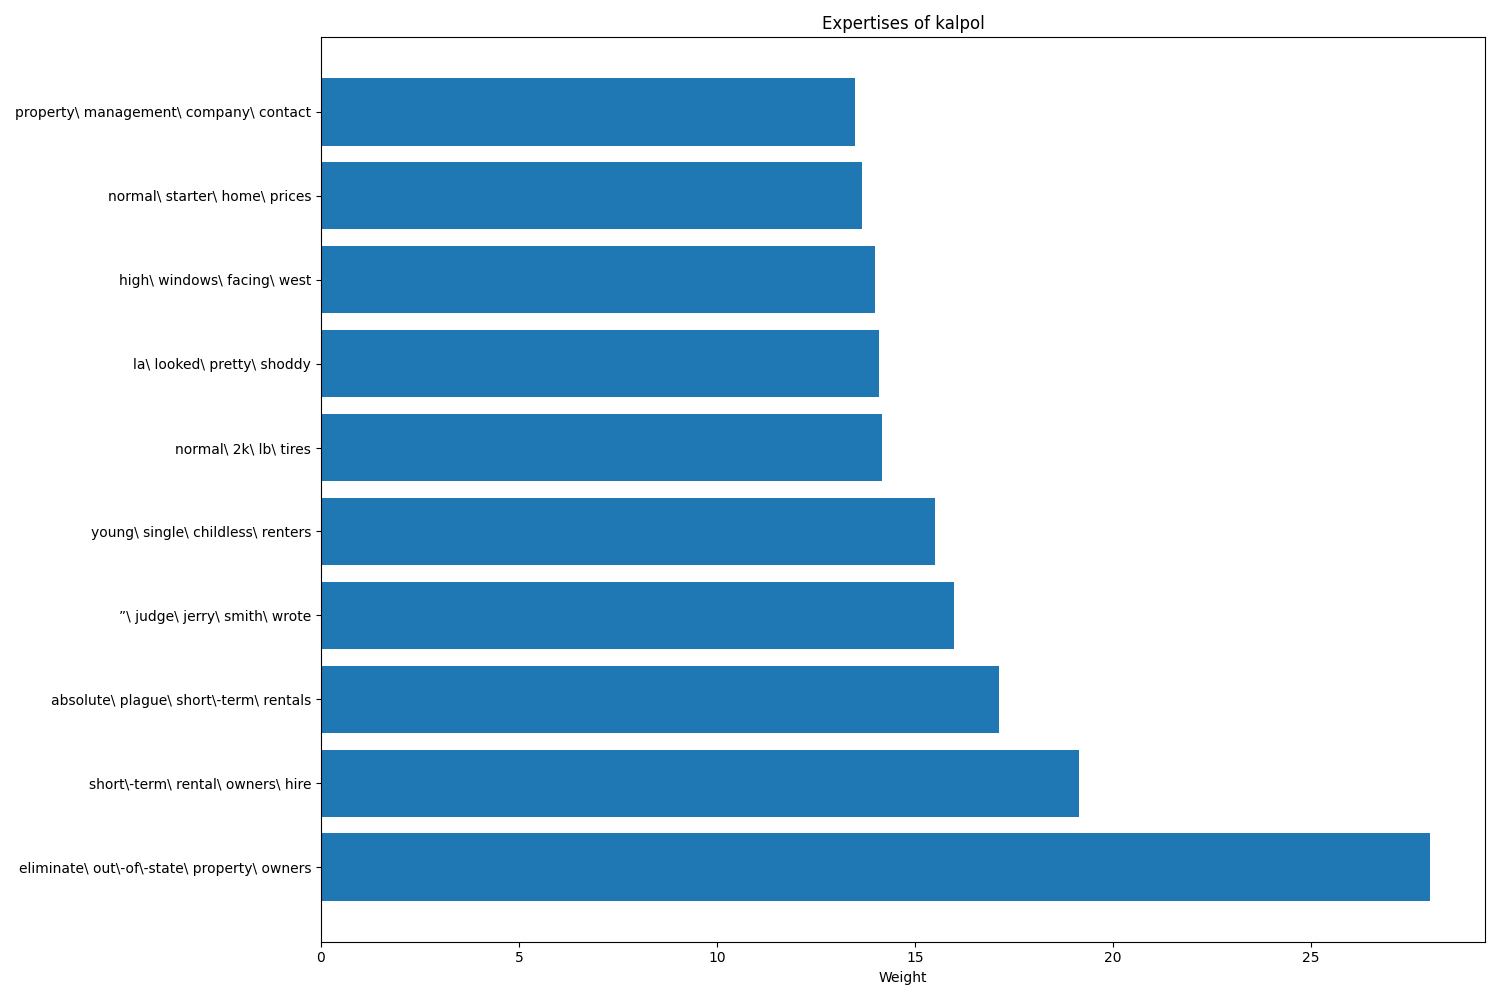 Expertises of kalpol
property\ management\ company\ contact
normal\ starter\ home\ prices
high\ windows\ facing\ west
la\ looked\ pretty\ shoddy
normal\ 2k\ lb\ tires
young\ single\ childless\ renters
”\ judge\ jerry\ smith\ wrote
absolute\ plague\ short\-term\ rentals
short\-term\ rental\ owners\ hire
eliminate\ out\-of\-state\ property\ owners
0 5 10 15 20 25
Weight